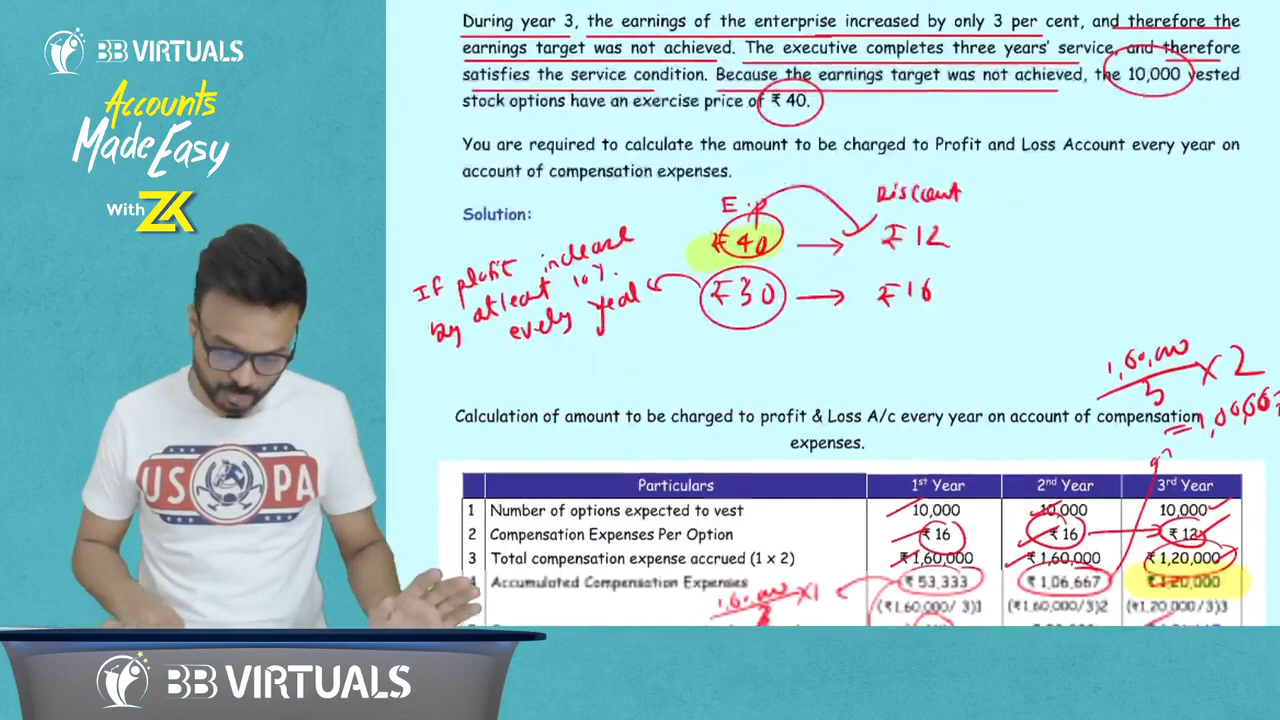 BB VIRTUALS
Accounts
Made Easy
With ZK
During year 3, the earnings of the enterprise increased by only 3 per cent, and therefore the
earnings target was not achieved. The executive completes three years' service, and therefore
satisfies the service condition. Because the earnings target was not achieved, the 10,000 vested
stock options have an exercise price of ₹ 40.
You are required to calculate the amount to be charged to Profit and Loss Account every year on
account of compensation expenses.
Solution:
E.p Discount
₹ 40 → ₹ 12
₹ 30 → ₹ 16
If profit increase
by atleast 10%
every year
1,60,000
3
× 2
Calculation of amount to be charged to profit & Loss A/c every year on account of compensation
expenses.
Particulars 1st Year 2nd Year 3rd Year
1 Number of options expected to vest 10,000 10,000 10,000
2 Compensation Expenses Per Option ₹ 16 ₹ 16 ₹ 12
3 Total compensation expense accrued (1 x 2) ₹ 1,60,000 ₹ 1,60,000 ₹ 1,20,000
4 Accumulated Compensation Expenses ₹ 53,333 ₹ 1,06,667 ₹ 1,20,000
(₹1,60,000/ 3)1 (₹1,60,000/3)2 (₹1,20,000/3)3
1,60,000 × 1
3
US PA
BB VIRTUALS